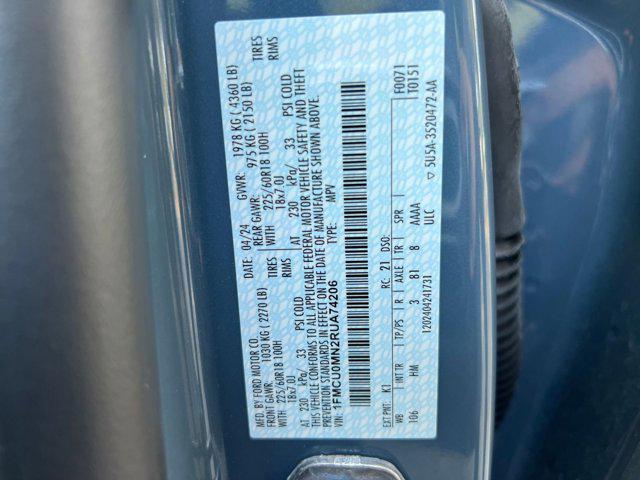 MFD. BY FORD MOTOR CO.
DATE: 04/24 GVWR: 1978 KG ( 4360 LB)
FRONT GAWR: 1030 KG ( 2270 LB) REAR GAWR: 975 KG ( 2150 LB)
WITH 225/60R18 100H TIRES WITH 225/60R18 100H TIRES
18x7.0J RIMS 18x7.0J RIMS
AT 230 kPa/ 33 PSI COLD AT 230 kPa/ 33 PSI COLD
THIS VEHICLE CONFORMS TO ALL APPLICABLE FEDERAL MOTOR VEHICLE SAFETY AND THEFT
PREVENTION STANDARDS IN EFFECT ON THE DATE OF MANUFACTURE SHOWN ABOVE.
VIN: 1FMCU0MN2RUA74206 TYPE: MPV
EXT PNT: K1 RC: 21 DSO: F0071
WB INT TR TP/PS R AXLE TR SPR T0151
106 HM 3 81 8 AAAA
1202404241731 ULC ▽ 5U5A-3520472-AA